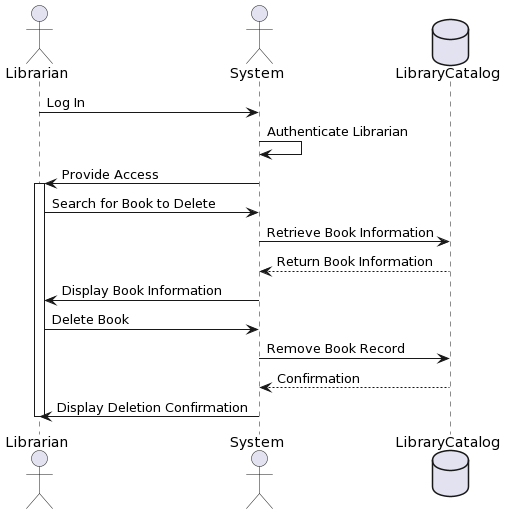 Librarian
System
LibraryCatalog
Log In
Authenticate Librarian
Provide Access
Search for Book to Delete
Retrieve Book Information
Return Book Information
Display Book Information
Delete Book
Remove Book Record
Confirmation
Display Deletion Confirmation
Librarian
System
LibraryCatalog